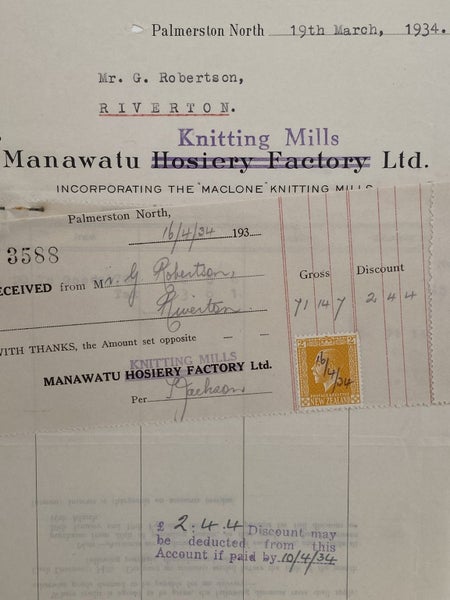 Palmerston North 19th March, 1934.
Mr. G. Robertson,
RIVERTON.
Knitting Mills
Manawatu Hosiery Factory Ltd.
INCORPORATING THE "MACLONE" KNITTING MILLS
Palmerston North,
16/4/34 193
3588
RECEIVED from Mr. G Robertson,
Riverton
Gross Discount
71 14 7 2 4 4
WITH THANKS, the Amount set opposite
KNITTING MILLS
MANAWATU HOSIERY FACTORY Ltd.
Per Jackson
16/4/34
NEW ZEALAND
£ 2.4.4 Discount may
be deducted from this
Account if paid by 10/4/34